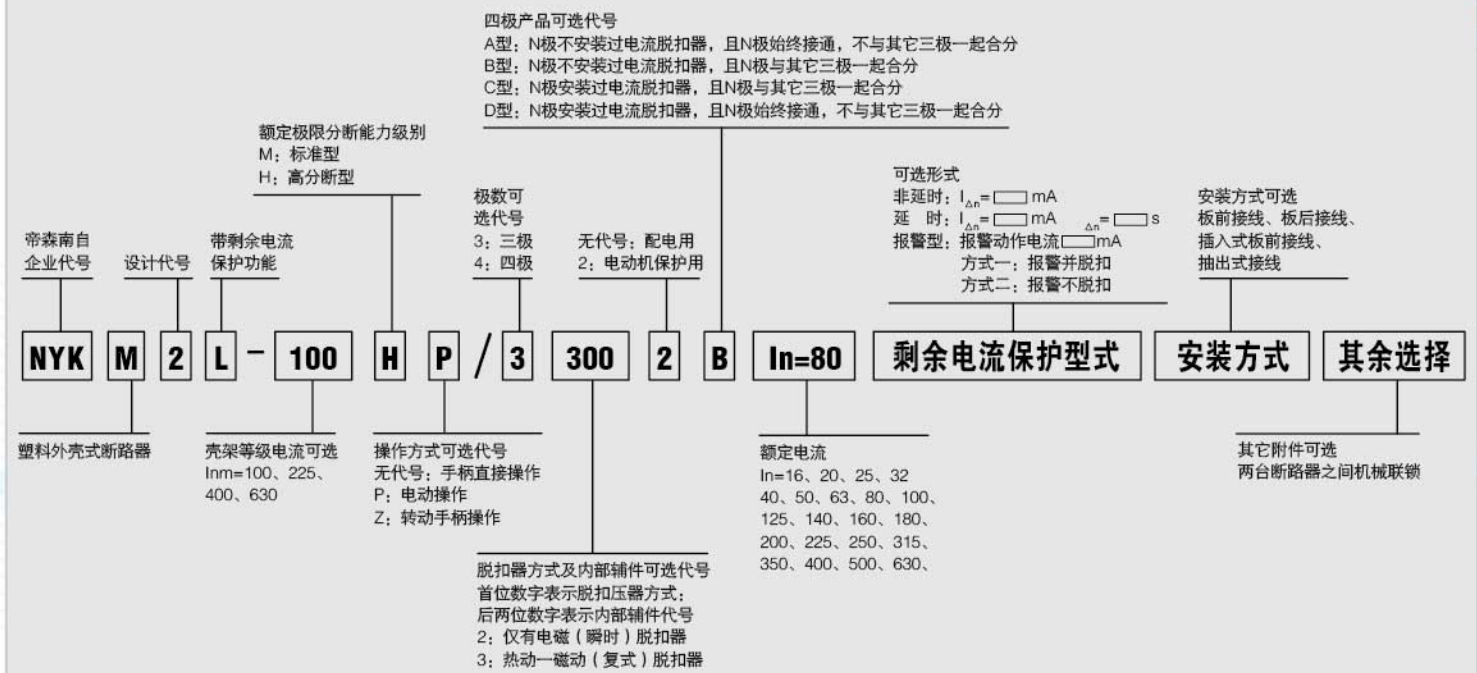 四极产品可选代号
A型：N极不安装过电流脱扣器，且N极始终接通，不与其它三极一起合分
B型：N极不安装过电流脱扣器，且N极与其它三极一起合分
C型：N极安装过电流脱扣器，且N极与其它三极一起合分
D型：N极安装过电流脱扣器，且N极始终接通，不与其它三极一起合分
额定极限分断能力级别
M：标准型
H：高分断型
极数可
选代号
3：三极
4：四极
可选形式
非延时：I△n=□mA
延 时：I△n=□mA △n=□s
报警型：报警动作电流□mA
方式一：报警并脱扣
方式二：报警不脱扣
安装方式可选
板前接线、板后接线、
插入式板前接线、
抽出式接线
帝森南自
企业代号
设计代号
带剩余电流
保护功能
无代号：配电用
2：电动机保护用
NYK M 2 L - 100 H P / 3 300 2 B In=80 剩余电流保护型式 安装方式 其余选择
塑料外壳式断路器
壳架等级电流可选
Inm=100、225、
400、630
操作方式可选代号
无代号：手柄直接操作
P：电动操作
Z：转动手柄操作
额定电流
In=16、20、25、32
40、50、63、80、100、
125、140、160、180、
200、225、250、315、
350、400、500、630、
其它附件可选
两台断路器之间机械联锁
脱扣器方式及内部辅件可选代号
首位数字表示脱扣压器方式；
后两位数字表示内部辅件代号
2：仅有电磁（瞬时）脱扣器
3：热动一磁动（复式）脱扣器